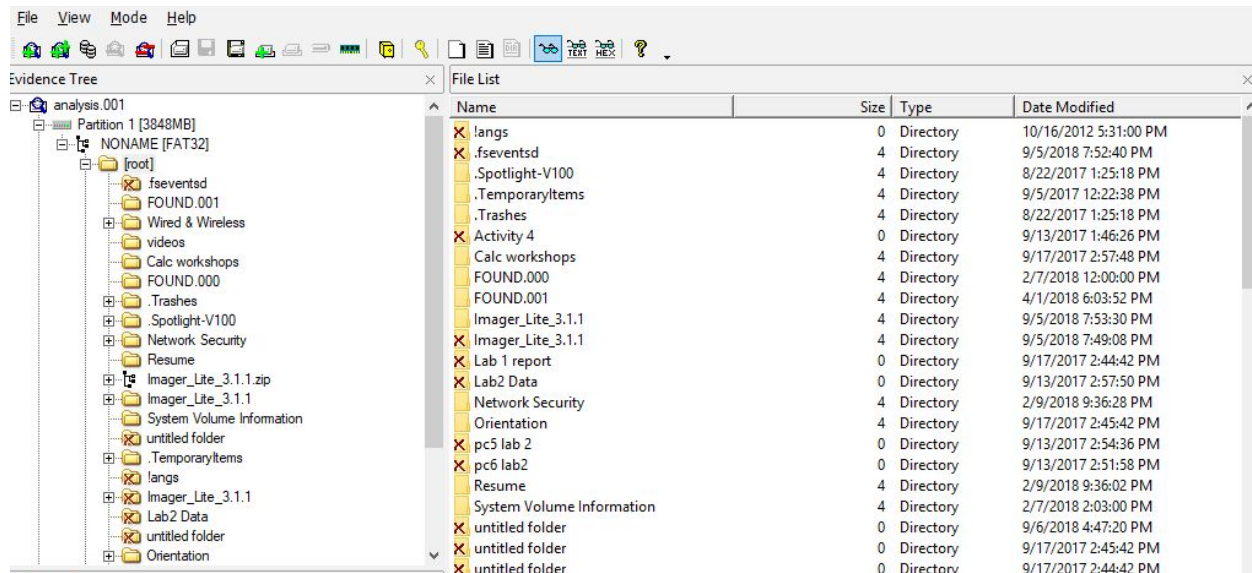 File View Mode Help
TEXT HEX
Evidence Tree
analysis.001
Partition 1 [3848MB]
NONAME [FAT32]
[root]
.fseventsd
FOUND.001
Wired & Wireless
videos
Calc workshops
FOUND.000
.Trashes
.Spotlight-V100
Network Security
Resume
Imager_Lite_3.1.1.zip
Imager_Lite_3.1.1
System Volume Information
untitled folder
.TemporaryItems
!angs
Imager_Lite_3.1.1
Lab2 Data
untitled folder
Orientation
File List
Name Size Type Date Modified
!angs 0 Directory 10/16/2012 5:31:00 PM
.fseventsd 4 Directory 9/5/2018 7:52:40 PM
.Spotlight-V100 4 Directory 8/22/2017 1:25:18 PM
.TemporaryItems 4 Directory 9/5/2017 12:22:38 PM
.Trashes 4 Directory 8/22/2017 1:25:18 PM
Activity 4 0 Directory 9/13/2017 1:46:26 PM
Calc workshops 4 Directory 9/17/2017 2:57:48 PM
FOUND.000 4 Directory 2/7/2018 12:00:00 PM
FOUND.001 4 Directory 4/1/2018 6:03:52 PM
Imager_Lite_3.1.1 4 Directory 9/5/2018 7:53:30 PM
Imager_Lite_3.1.1 4 Directory 9/5/2018 7:49:08 PM
Lab 1 report 0 Directory 9/17/2017 2:44:42 PM
Lab2 Data 0 Directory 9/13/2017 2:57:50 PM
Network Security 4 Directory 2/9/2018 9:36:28 PM
Orientation 4 Directory 9/17/2017 2:45:42 PM
pc5 lab 2 0 Directory 9/13/2017 2:54:36 PM
pc6 lab2 0 Directory 9/13/2017 2:51:58 PM
Resume 4 Directory 2/9/2018 9:36:02 PM
System Volume Information 4 Directory 2/7/2018 2:03:00 PM
untitled folder 0 Directory 9/6/2018 4:47:20 PM
untitled folder 0 Directory 9/17/2017 2:45:42 PM
untitled folder 0 Directory 9/17/2017 2:44:42 PM